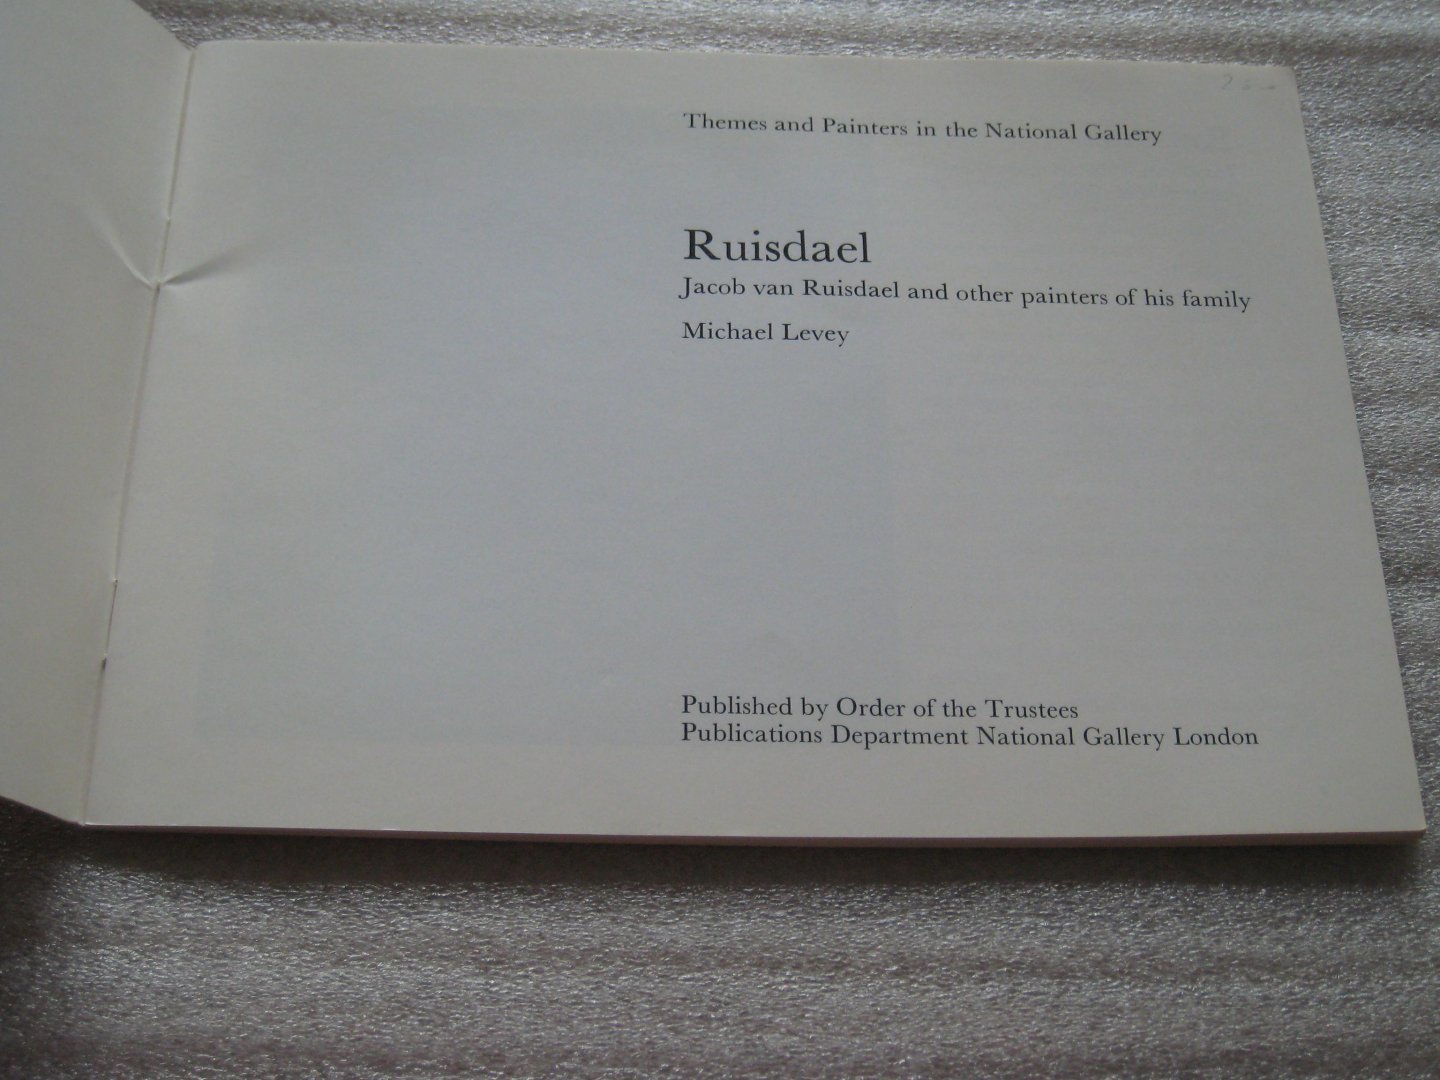 Themes and Painters in the National Gallery
Ruisdael
Jacob van Ruisdael and other painters of his family
Michael Levey
Published by Order of the Trustees
Publications Department National Gallery London